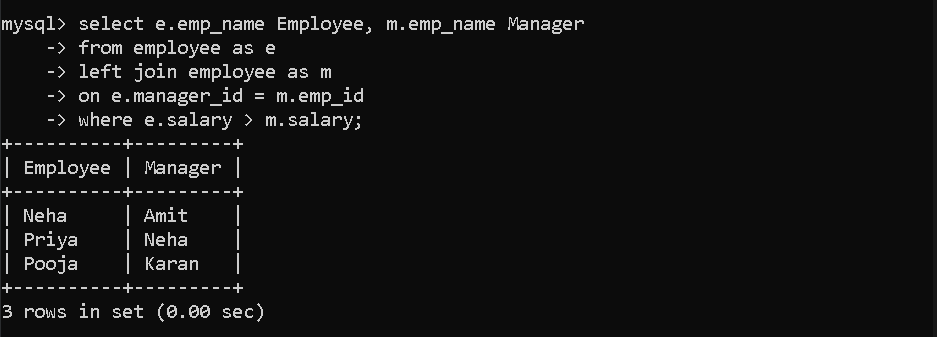 mysql> select e.emp_name Employee, m.emp_name Manager
    -> from employee as e
    -> left join employee as m
    -> on e.manager_id = m.emp_id
    -> where e.salary > m.salary;
+----------+---------+
| Employee | Manager |
+----------+---------+
| Neha     | Amit    |
| Priya    | Neha    |
| Pooja    | Karan   |
+----------+---------+
3 rows in set (0.00 sec)